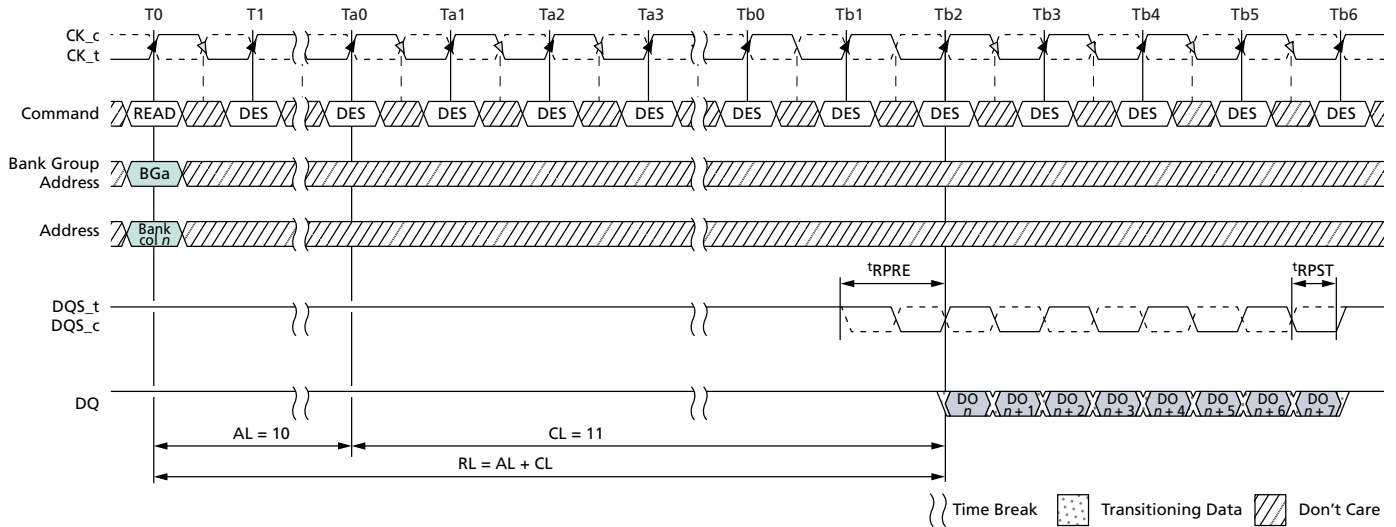 T0 T1 Ta0 Ta1 Ta2 Ta3 Tb0 Tb1 Tb2 Tb3 Tb4 Tb5 Tb6
CK_c
CK_t
Command READ DES DES DES DES DES DES DES DES DES DES DES DES
Bank Group
Address
BGa
Address
Bank
col n
tRPRE tRPST
DQS_t
DQS_c
DQ
DO n DO n + 1 DO n + 2 DO n + 3 DO n + 4 DO n + 5 DO n + 6 DO n + 7
AL = 10 CL = 11
RL = AL + CL
Time Break Transitioning Data Don't Care